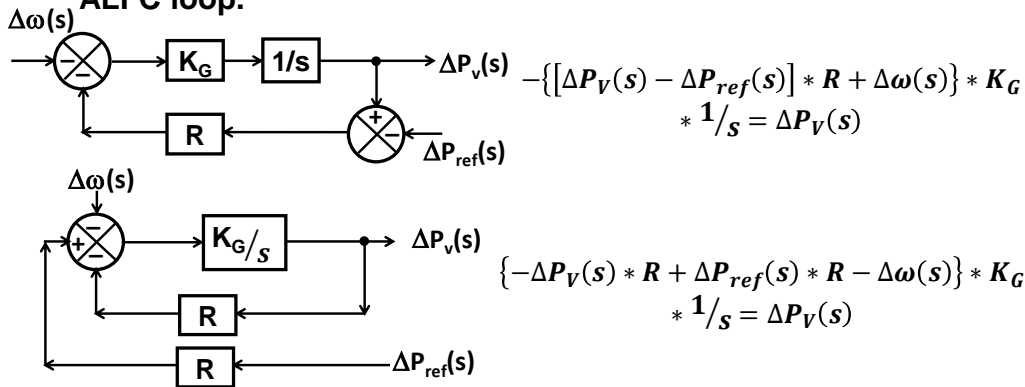 ALFC loop.
Δω(s)
− −
K_G
1/s
ΔP_v(s)
R
+ −
ΔP_ref(s)
−{[ΔP_V(s) − ΔP_ref(s)] * R + Δω(s)} * K_G
* 1/s = ΔP_V(s)
Δω(s)
− + −
K_G/s
ΔP_v(s)
R
R
ΔP_ref(s)
{−ΔP_V(s) * R + ΔP_ref(s) * R − Δω(s)} * K_G
* 1/s = ΔP_V(s)